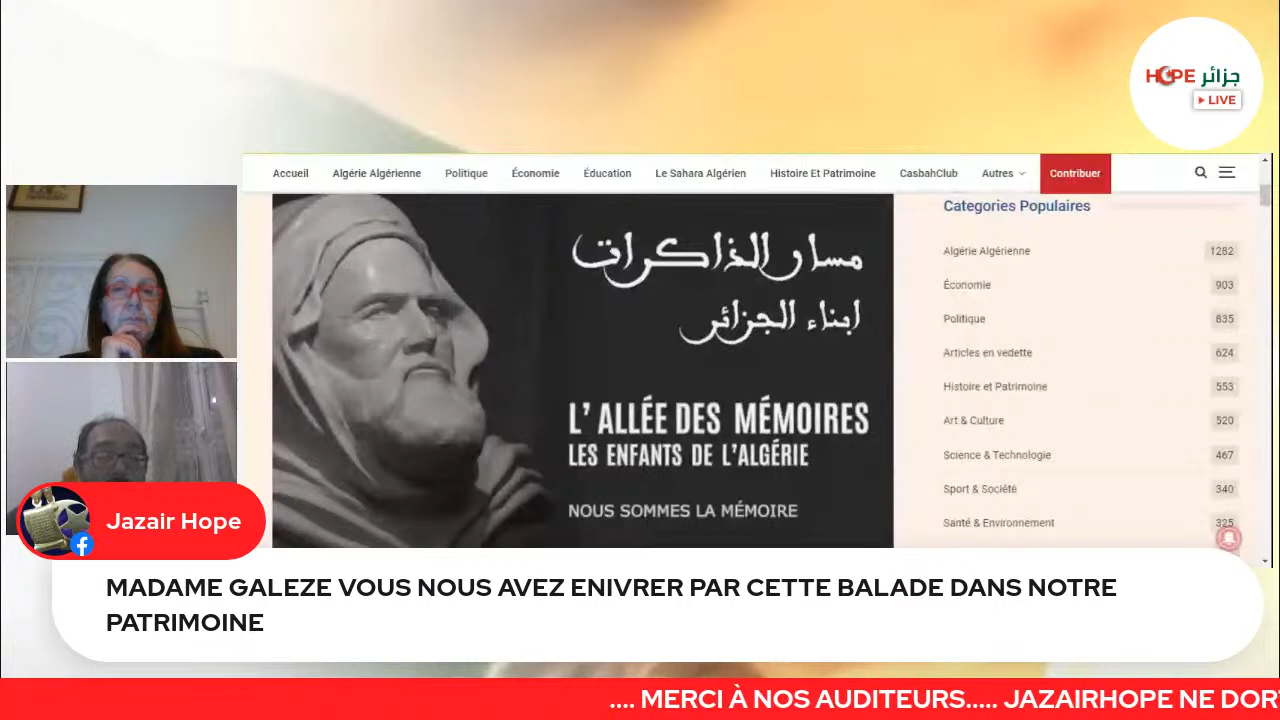 HOPE جزائر
LIVE
Accueil Algérie Algérienne Politique Économie Éducation Le Sahara Algérien Histoire Et Patrimoine CasbahClub Autres Contribuer
مسار الذاكرات
ابناء الجزائر
L' ALLÉE DES MÉMOIRES
LES ENFANTS DE L'ALGÉRIE
NOUS SOMMES LA MÉMOIRE
Categories Populaires
Algérie Algérienne 1282
Économie 903
Politique 835
Articles en vedette 624
Histoire et Patrimoine 553
Art & Culture 520
Science & Technologie 467
Sport & Société 340
Santé & Environnement 325
Jazair Hope
MADAME GALEZE VOUS NOUS AVEZ ENIVRER PAR CETTE BALADE DANS NOTRE
PATRIMOINE
.... MERCI À NOS AUDITEURS..... JAZAIRHOPE NE DOR